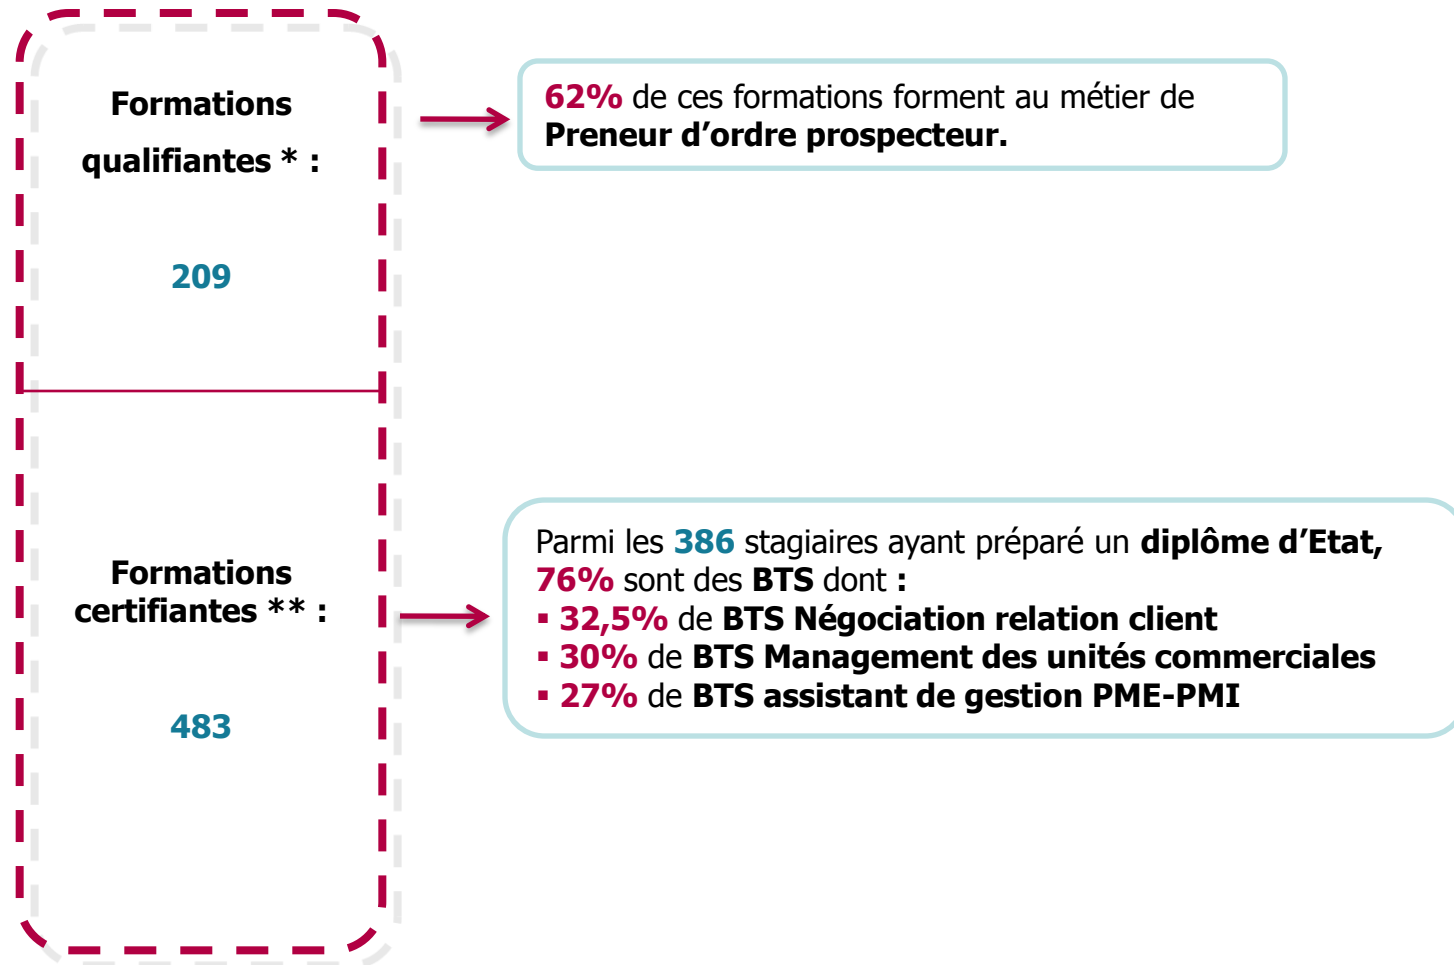 Formations
qualifiantes * :
209
62% de ces formations forment au métier de
Preneur d’ordre prospecteur.
Formations
certifiantes ** :
483
Parmi les 386 stagiaires ayant préparé un diplôme d’Etat,
76% sont des BTS dont :
▪ 32,5% de BTS Négociation relation client
▪ 30% de BTS Management des unités commerciales
▪ 27% de BTS assistant de gestion PME-PMI